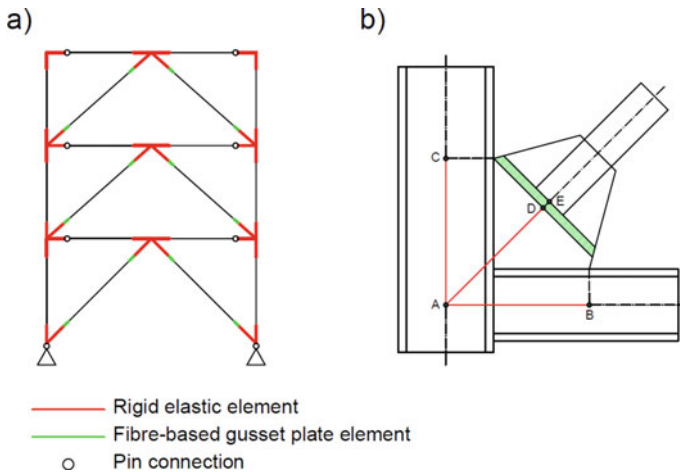 a)
b)
C
E
D
A
B
Rigid elastic element
Fibre-based gusset plate element
Pin connection